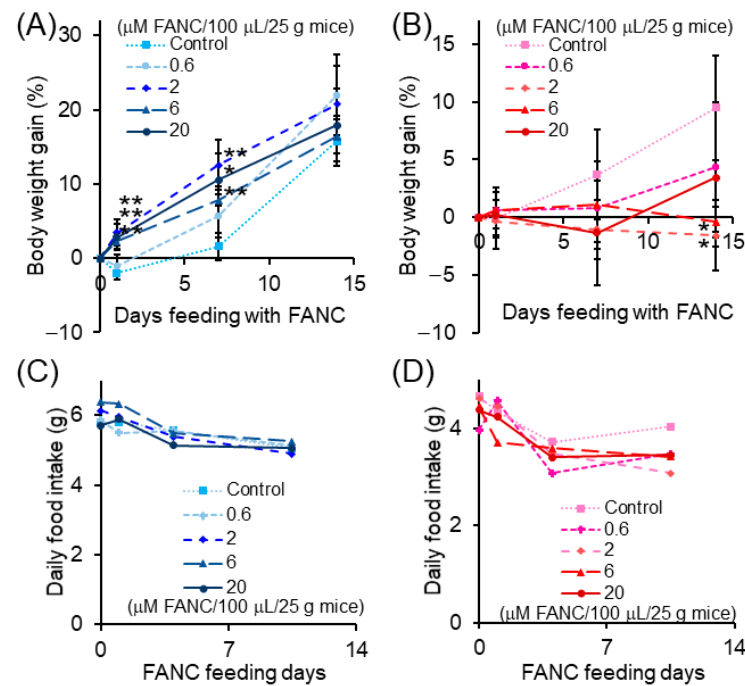 (A)
(μM FANC/100 μL/25 g mice)
Control
0.6
2
6
20
Body weight gain (%)
30
20
10
0
−10
0
5
10
15
**
**
**
**
*
**
Days feeding with FANC
(B)
(μM FANC/100 μL/25 g mice)
Control
0.6
2
6
20
Body weight gain (%)
15
10
5
0
−5
−10
5
10
15
*
*
Days feeding with FANC
(C)
Daily food intake (g)
6
4
2
0
Control
0.6
2
6
20
(μM FANC/100 μL/25 g mice)
0
7
14
FANC feeding days
(D)
Daily food intake (g)
4
2
0
Control
0.6
2
6
20
(μM FANC/100 μL/25 g mice)
0
7
14
FANC feeding days